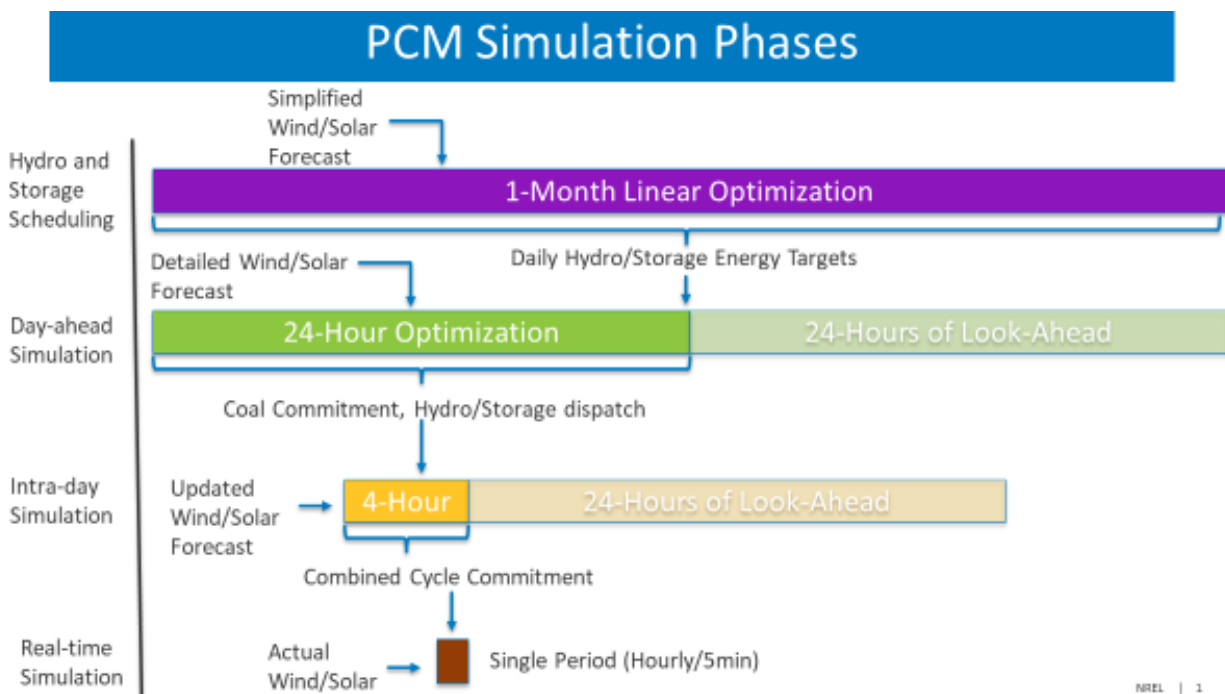 PCM Simulation Phases
Simplified
Wind/Solar
Forecast
Hydro and
Storage
Scheduling
1-Month Linear Optimization
Detailed Wind/Solar
Forecast
Daily Hydro/Storage Energy Targets
Day-ahead
Simulation
24-Hour Optimization
24-Hours of Look-Ahead
Coal Commitment, Hydro/Storage dispatch
Intra-day
Simulation
Updated
Wind/Solar
Forecast
4-Hour
24-Hours of Look-Ahead
Combined Cycle Commitment
Real-time
Simulation
Actual
Wind/Solar
Single Period (Hourly/5min)
NREL | 1